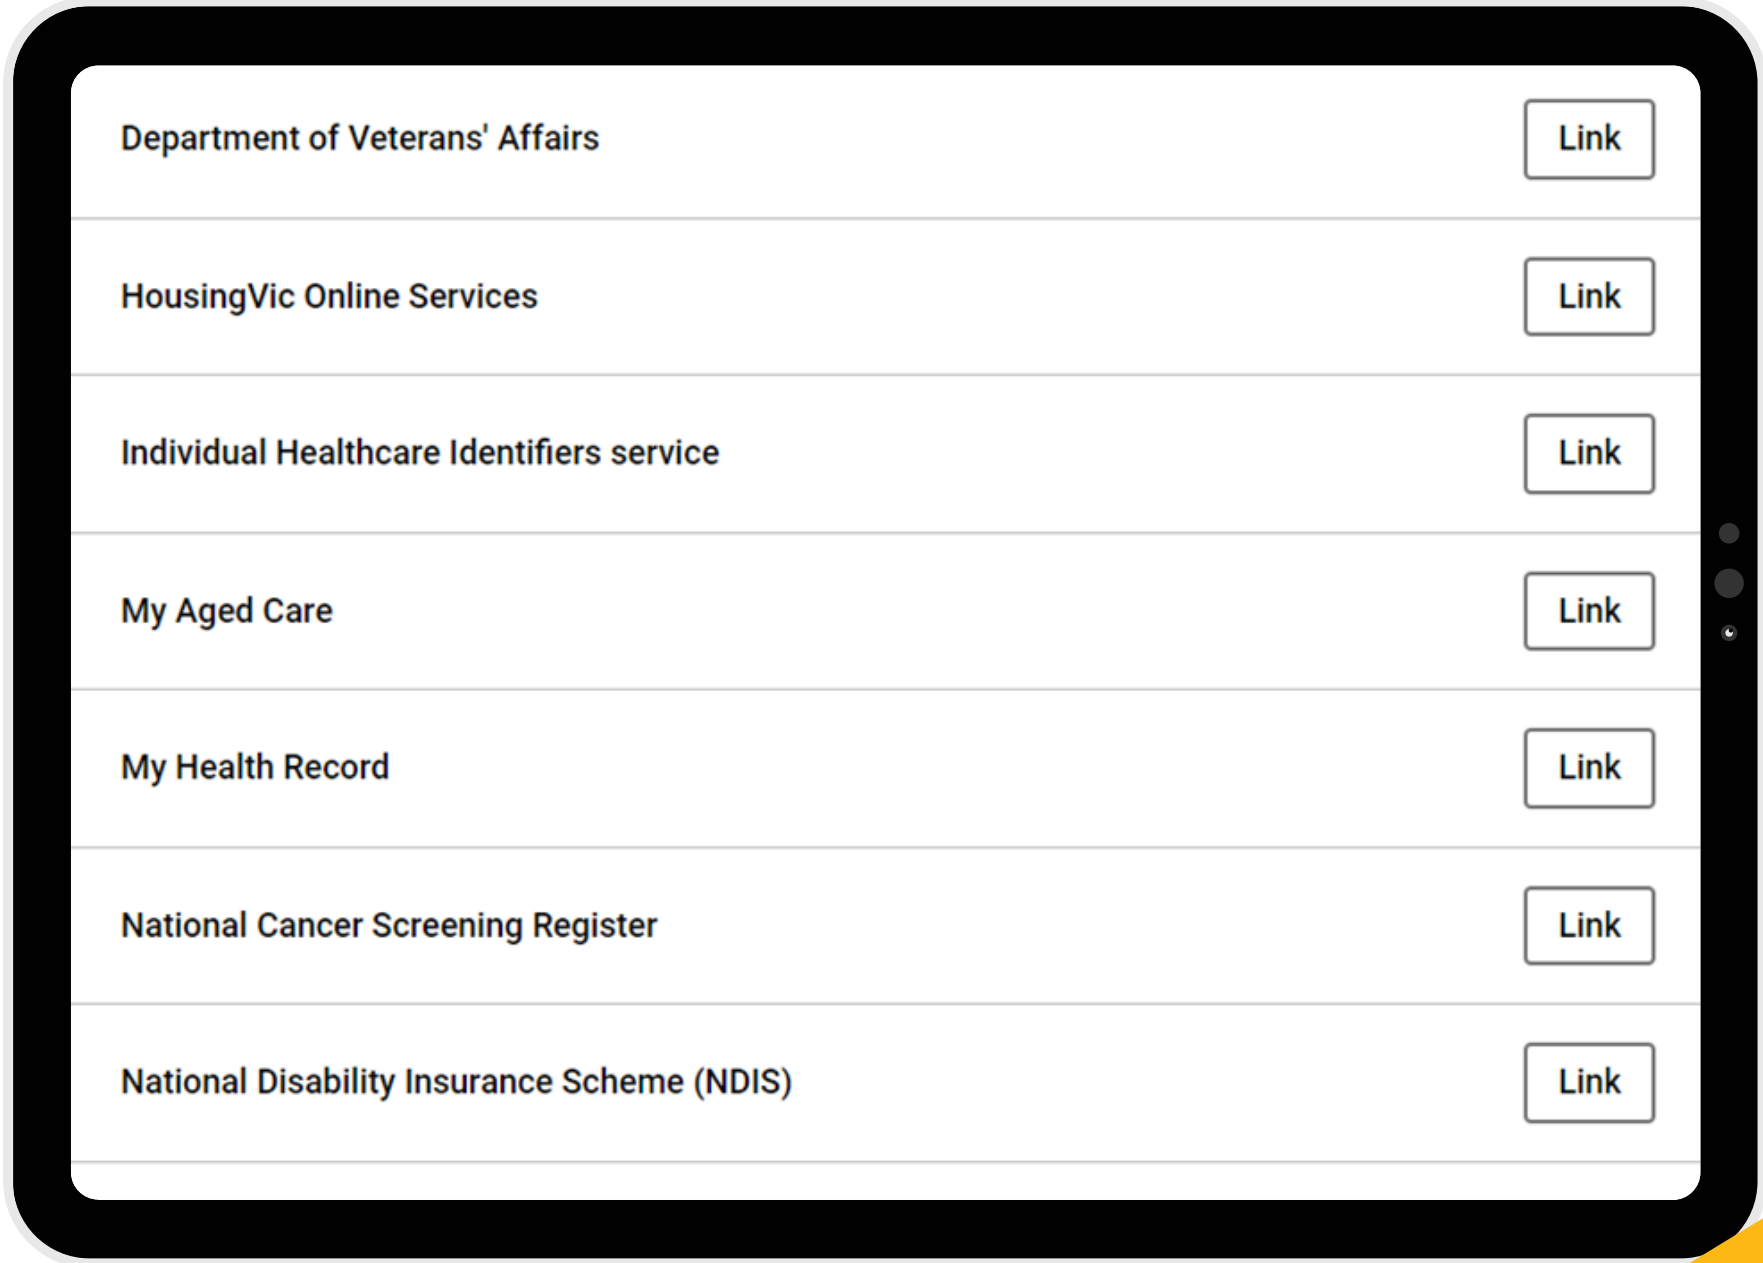 Department of Veterans' Affairs Link
HousingVic Online Services Link
Individual Healthcare Identifiers service Link
My Aged Care Link
My Health Record Link
National Cancer Screening Register Link
National Disability Insurance Scheme (NDIS) Link